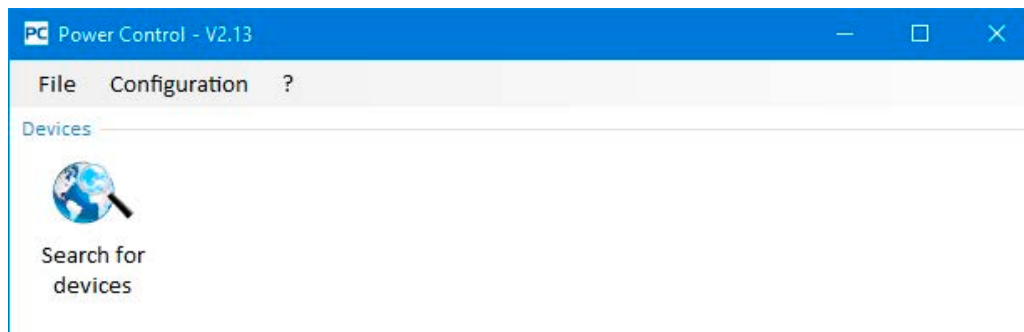 PC Power Control - V2.13
File Configuration ?
Devices
Search for
devices